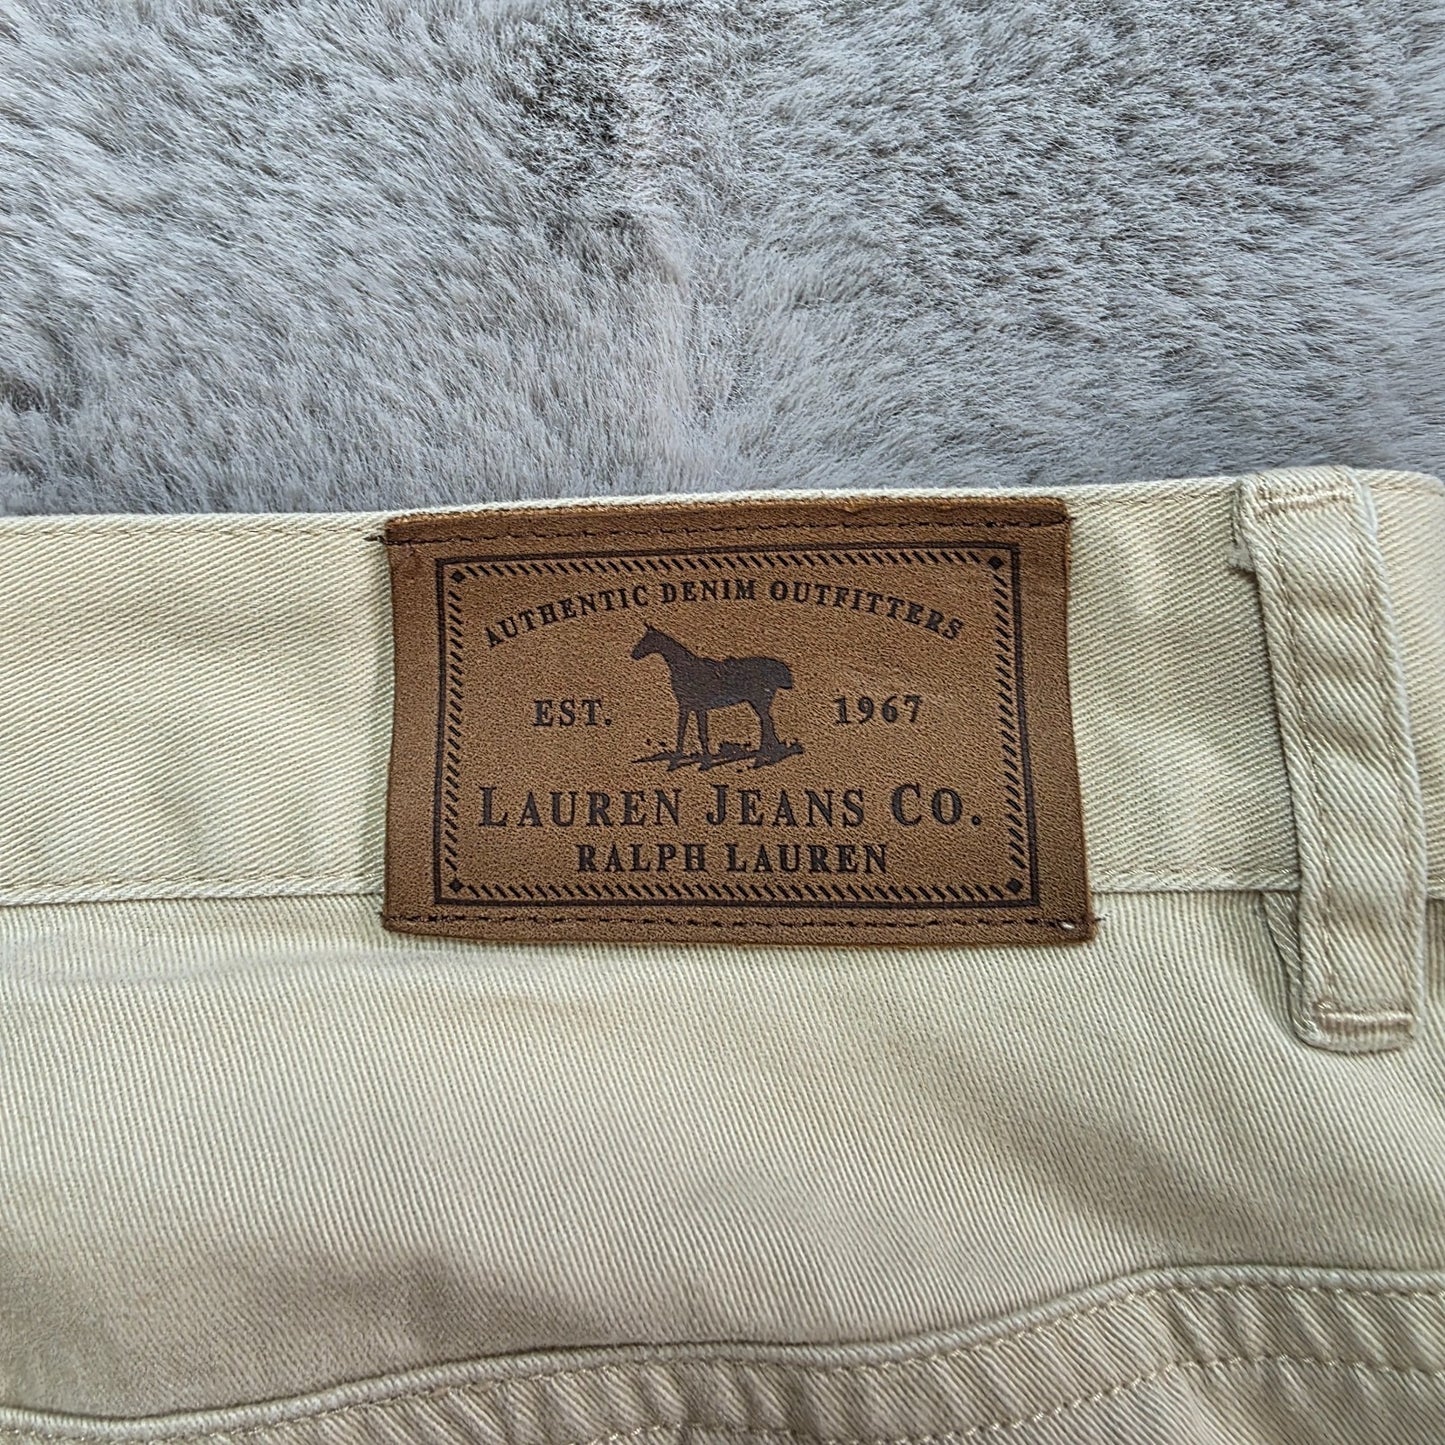 AUTHENTIC DENIM OUTFITTERS
EST. 1967
LAUREN JEANS CO.
RALPH LAUREN